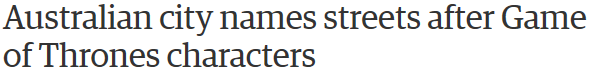 Australian city names streets after Game
of Thrones characters